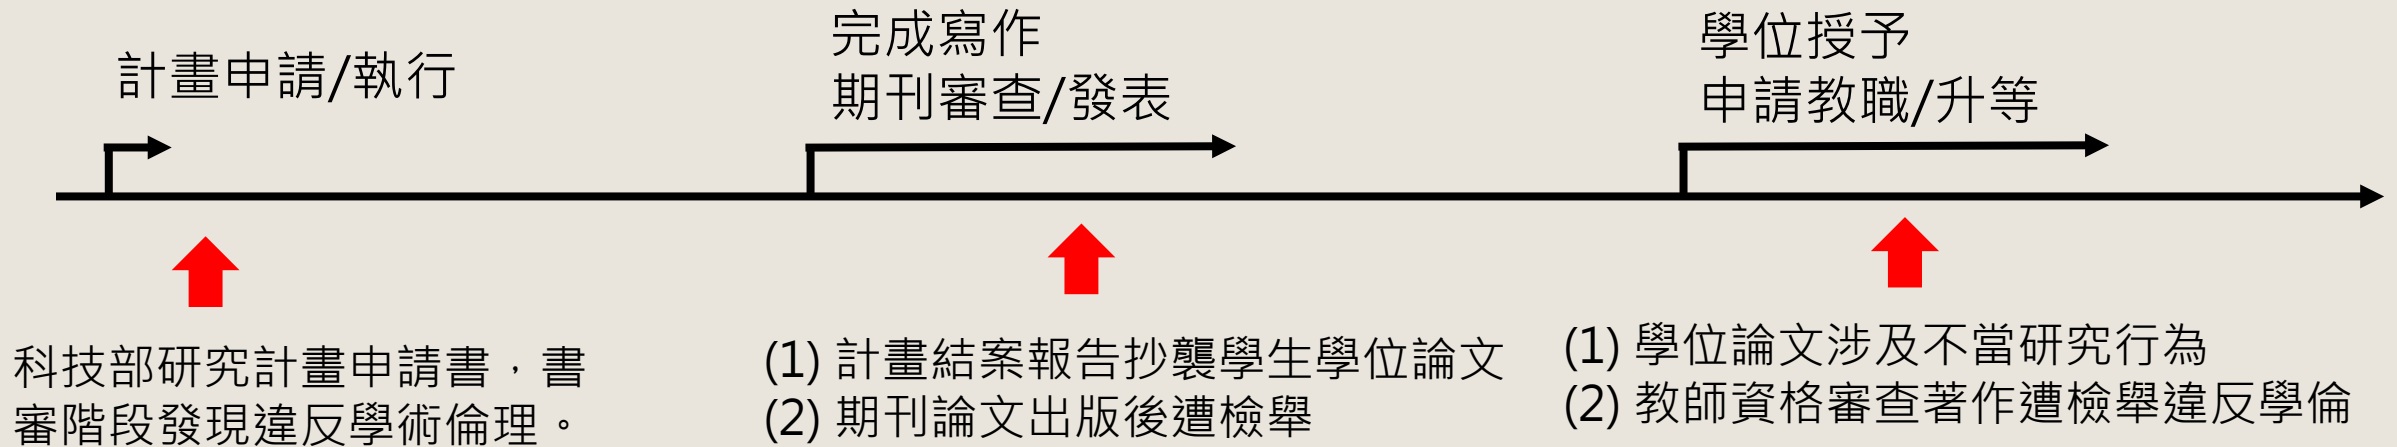 計畫申請/執行
完成寫作
期刊審查/發表
學位授予
申請教職/升等
科技部研究計畫申請書，書
審階段發現違反學術倫理。
(1) 計畫結案報告抄襲學生學位論文
(2) 期刊論文出版後遭檢舉
(1) 學位論文涉及不當研究行為
(2) 教師資格審查著作遭檢舉違反學倫